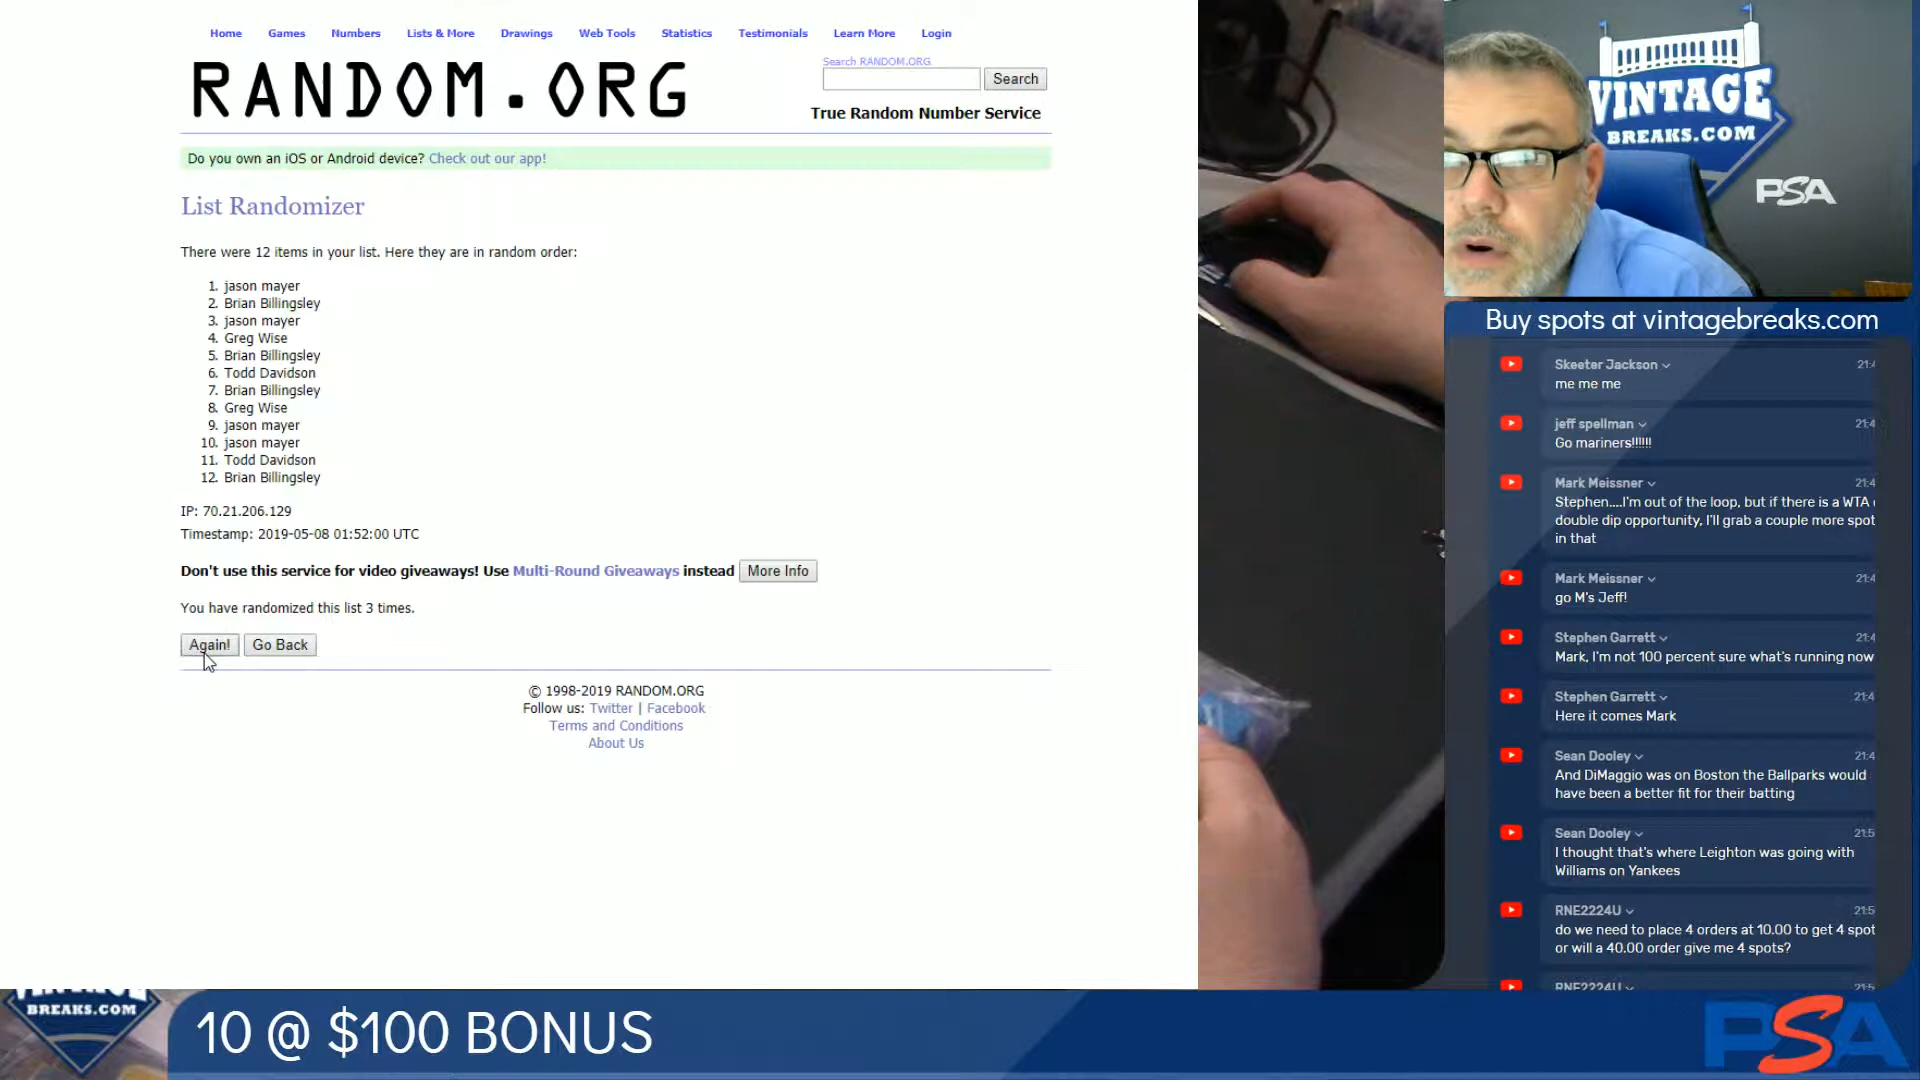 Home Games Numbers Lists & More Drawings Web Tools Statistics Testimonials Learn More Login
RANDOM.ORG
Search RANDOM.ORG
Search
True Random Number Service
Do you own an iOS or Android device? Check out our app!
List Randomizer
There were 12 items in your list. Here they are in random order:
1. jason mayer
2. Brian Billingsley
3. jason mayer
4. Greg Wise
5. Brian Billingsley
6. Todd Davidson
7. Brian Billingsley
8. Greg Wise
9. jason mayer
10. jason mayer
11. Todd Davidson
12. Brian Billingsley
IP: 70.21.206.129
Timestamp: 2019-05-08 01:52:00 UTC
Don't use this service for video giveaways! Use Multi-Round Giveaways instead More Info
You have randomized this list 3 times.
Again! Go Back
© 1998-2019 RANDOM.ORG
Follow us: Twitter | Facebook
Terms and Conditions
About Us
VINTAGE
BREAKS.COM
PSA
Buy spots at vintagebreaks.com
Skeeter Jackson
me me me
jeff spellman
Go mariners!!!!!!
Mark Meissner
Stephen....I'm out of the loop, but if there is a WTA
double dip opportunity, I'll grab a couple more spot
in that
Mark Meissner
go M's Jeff!
Stephen Garrett
Mark, I'm not 100 percent sure what's running now
Stephen Garrett
Here it comes Mark
Sean Dooley
And DiMaggio was on Boston the Ballparks would
have been a better fit for their batting
Sean Dooley
I thought that's where Leighton was going with
Williams on Yankees
RNE2224U
do we need to place 4 orders at 10.00 to get 4 spot
or will a 40.00 order give me 4 spots?
RNE2224U
VINTAGE
BREAKS.COM
10 @ $100 BONUS
PSA